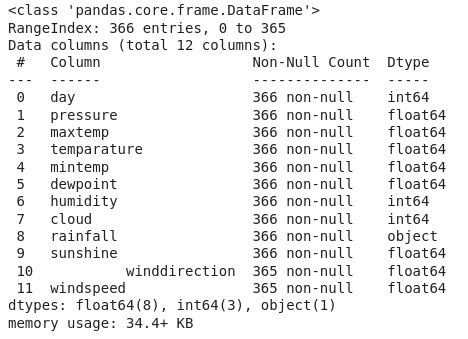 <class 'pandas.core.frame.DataFrame'>
RangeIndex: 366 entries, 0 to 365
Data columns (total 12 columns):
 #   Column                  Non-Null Count  Dtype
---  ------                  --------------  -----
 0   day                     366 non-null    int64
 1   pressure                366 non-null    float64
 2   maxtemp                 366 non-null    float64
 3   temparature             366 non-null    float64
 4   mintemp                 366 non-null    float64
 5   dewpoint                366 non-null    float64
 6   humidity                366 non-null    int64
 7   cloud                   366 non-null    int64
 8   rainfall                366 non-null    object
 9   sunshine                366 non-null    float64
 10           winddirection  365 non-null    float64
 11  windspeed               365 non-null    float64
dtypes: float64(8), int64(3), object(1)
memory usage: 34.4+ KB